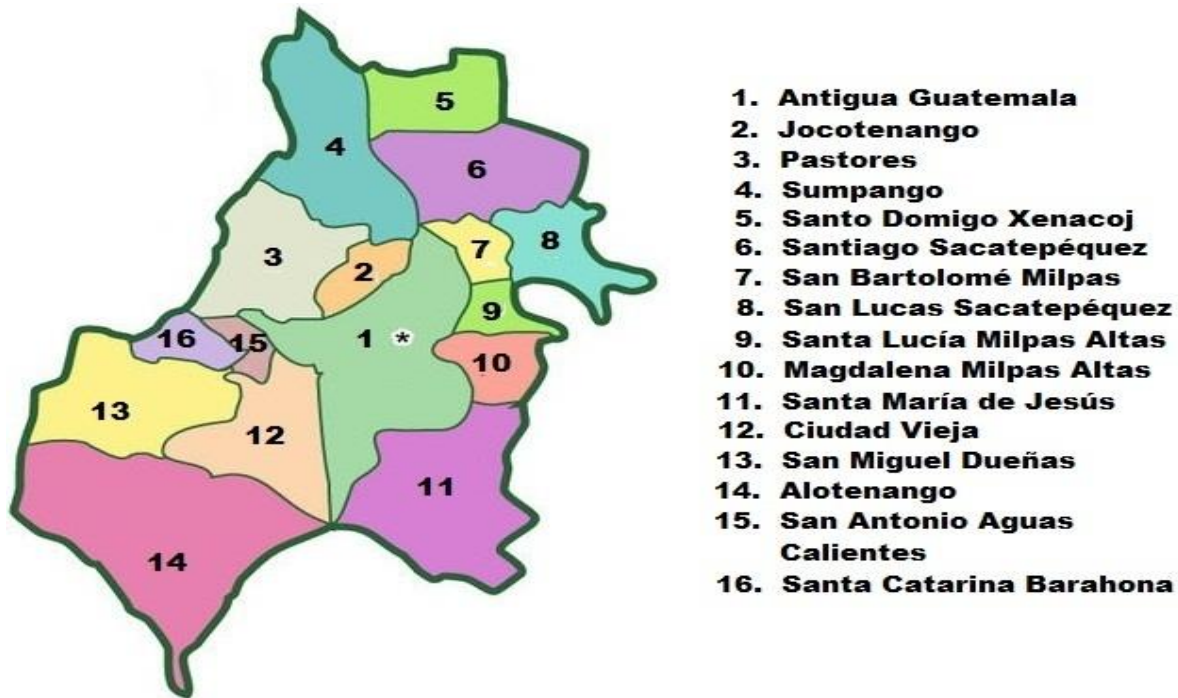 5
4
6
8
7
3
2
9
1 *
16
15
10
13
12
11
14
1. Antigua Guatemala
2. Jocotenango
3. Pastores
4. Sumpango
5. Santo Domigo Xenacoj
6. Santiago Sacatepéquez
7. San Bartolomé Milpas
8. San Lucas Sacatepéquez
9. Santa Lucía Milpas Altas
10. Magdalena Milpas Altas
11. Santa María de Jesús
12. Ciudad Vieja
13. San Miguel Dueñas
14. Alotenango
15. San Antonio Aguas
Calientes
16. Santa Catarina Barahona